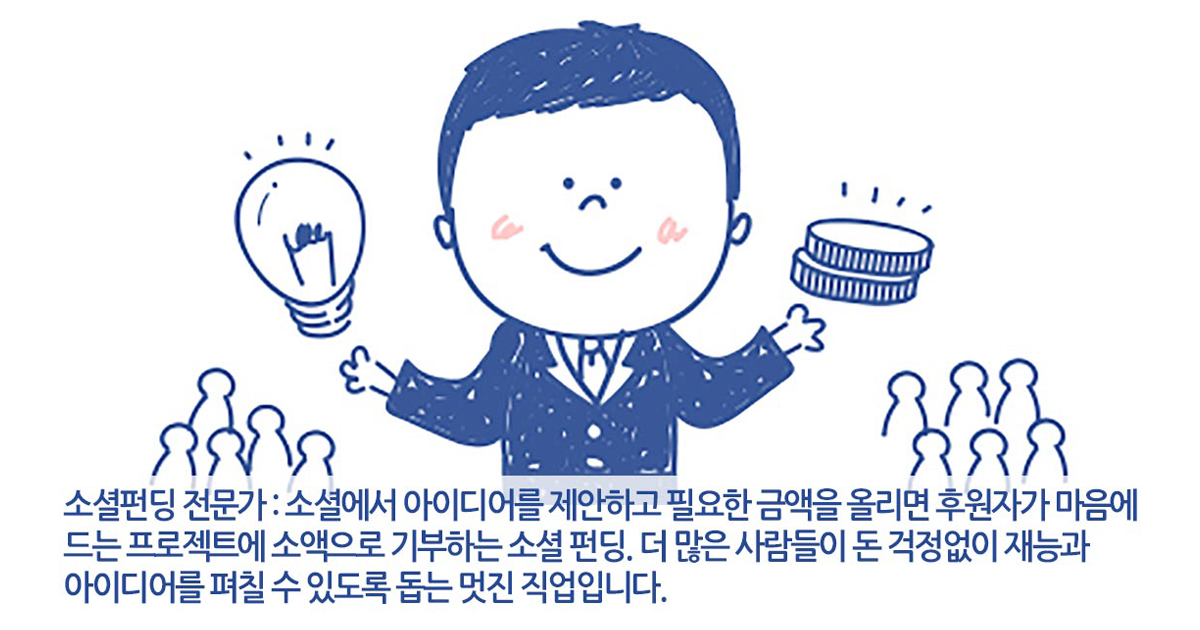 소셜펀딩 전문가 : 소셜에서 아이디어를 제안하고 필요한 금액을 올리면 후원자가 마음에
드는 프로젝트에 소액으로 기부하는 소셜 펀딩. 더 많은 사람들이 돈 걱정없이 재능과
아이디어를 펼칠 수 있도록 돕는 멋진 직업입니다.